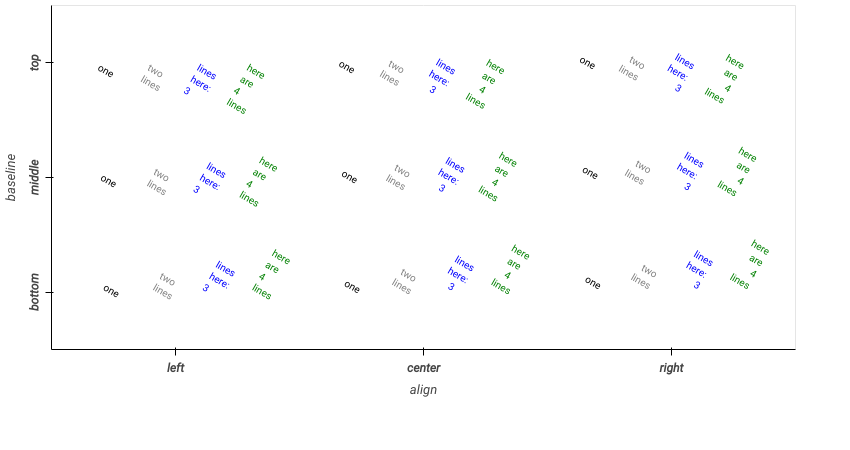 baseline
top
one
two
lines
lines
here:
3
here
are
4
lines
one
two
lines
lines
here:
3
here
are
4
lines
one
two
lines
lines
here:
3
here
are
4
lines
middle
one
two
lines
lines
here:
3
here
are
4
lines
one
two
lines
lines
here:
3
here
are
4
lines
one
two
lines
lines
here:
3
here
are
4
lines
bottom
one
two
lines
lines
here:
3
here
are
4
lines
one
two
lines
lines
here:
3
here
are
4
lines
one
two
lines
lines
here:
3
here
are
4
lines
left
center
right
align